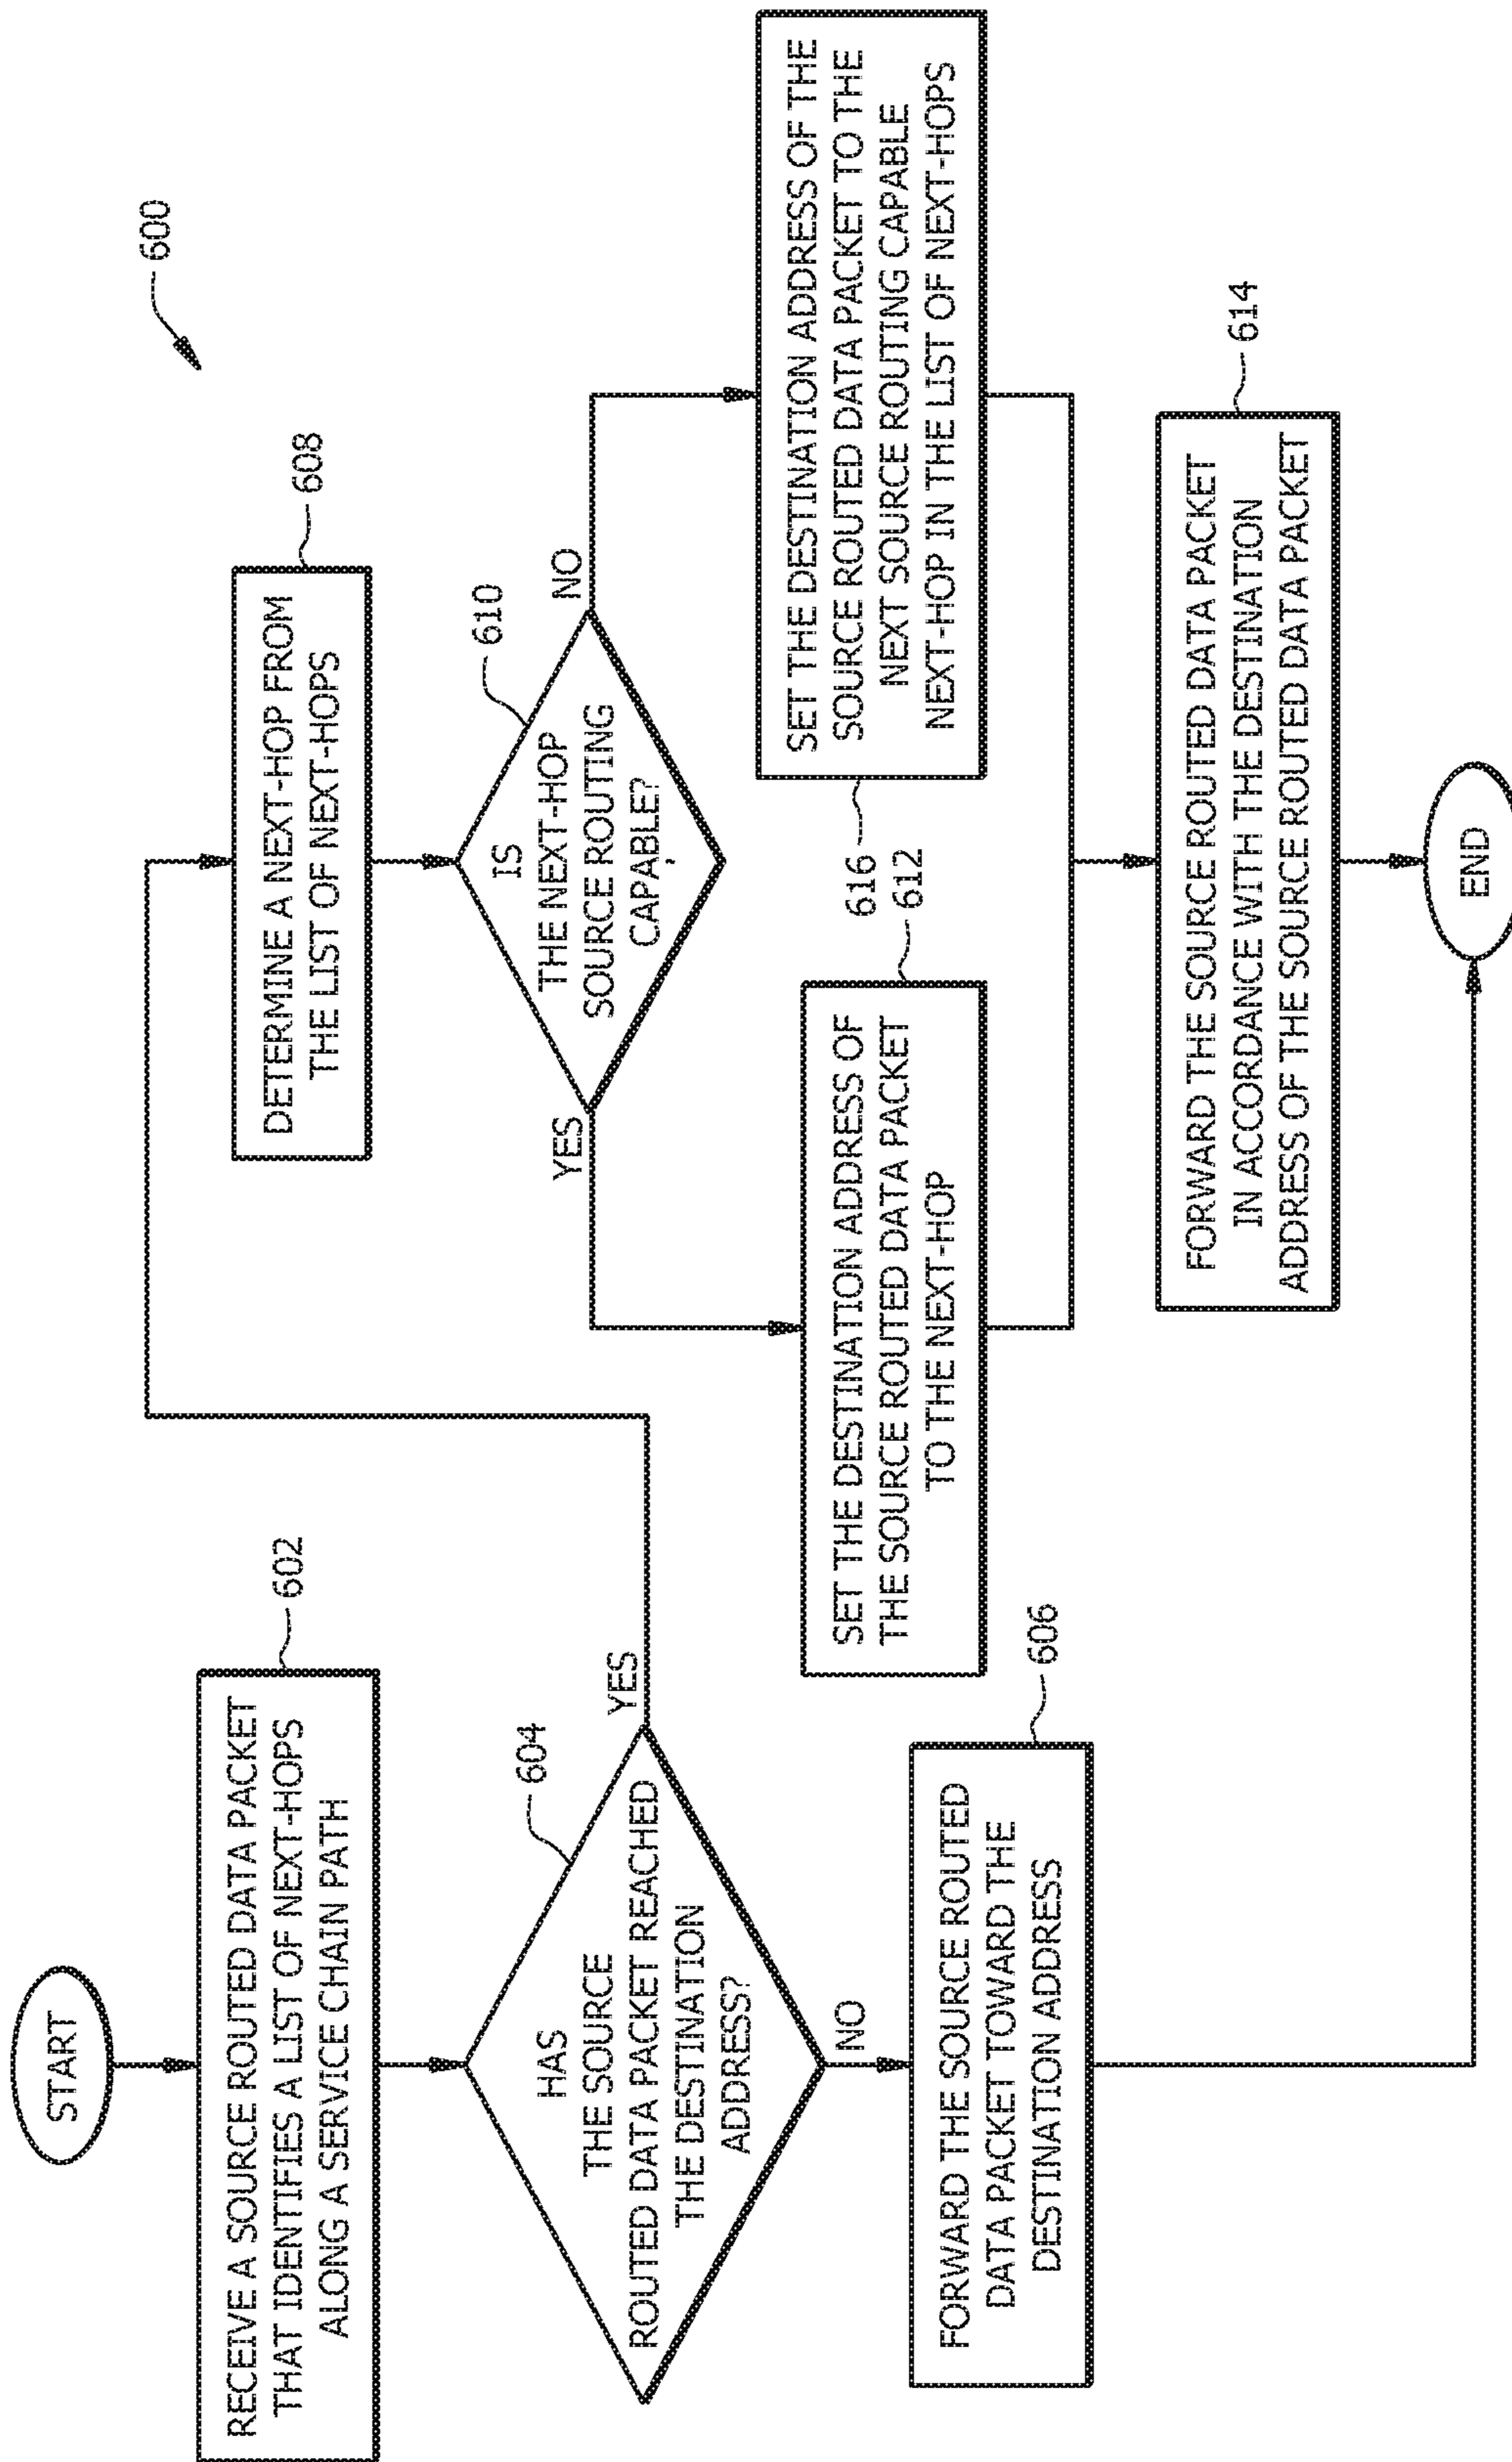 600
START
RECEIVE A SOURCE ROUTED DATA PACKET
THAT IDENTIFIES A LIST OF NEXT-HOPS
ALONG A SERVICE CHAIN PATH
602
HAS
THE SOURCE
ROUTED DATA PACKET REACHED
THE DESTINATION
ADDRESS?
604
YES
NO
FORWARD THE SOURCE ROUTED
DATA PACKET TOWARD THE
DESTINATION ADDRESS
606
DETERMINE A NEXT-HOP FROM
THE LIST OF NEXT-HOPS
608
IS
THE NEXT-HOP
SOURCE ROUTING
CAPABLE?
610
YES
NO
SET THE DESTINATION ADDRESS OF
THE SOURCE ROUTED DATA PACKET
TO THE NEXT-HOP
612
SET THE DESTINATION ADDRESS OF THE
SOURCE ROUTED DATA PACKET TO THE
NEXT SOURCE ROUTING CAPABLE
NEXT-HOP IN THE LIST OF NEXT-HOPS
616
FORWARD THE SOURCE ROUTED DATA PACKET
IN ACCORDANCE WITH THE DESTINATION
ADDRESS OF THE SOURCE ROUTED DATA PACKET
614
END